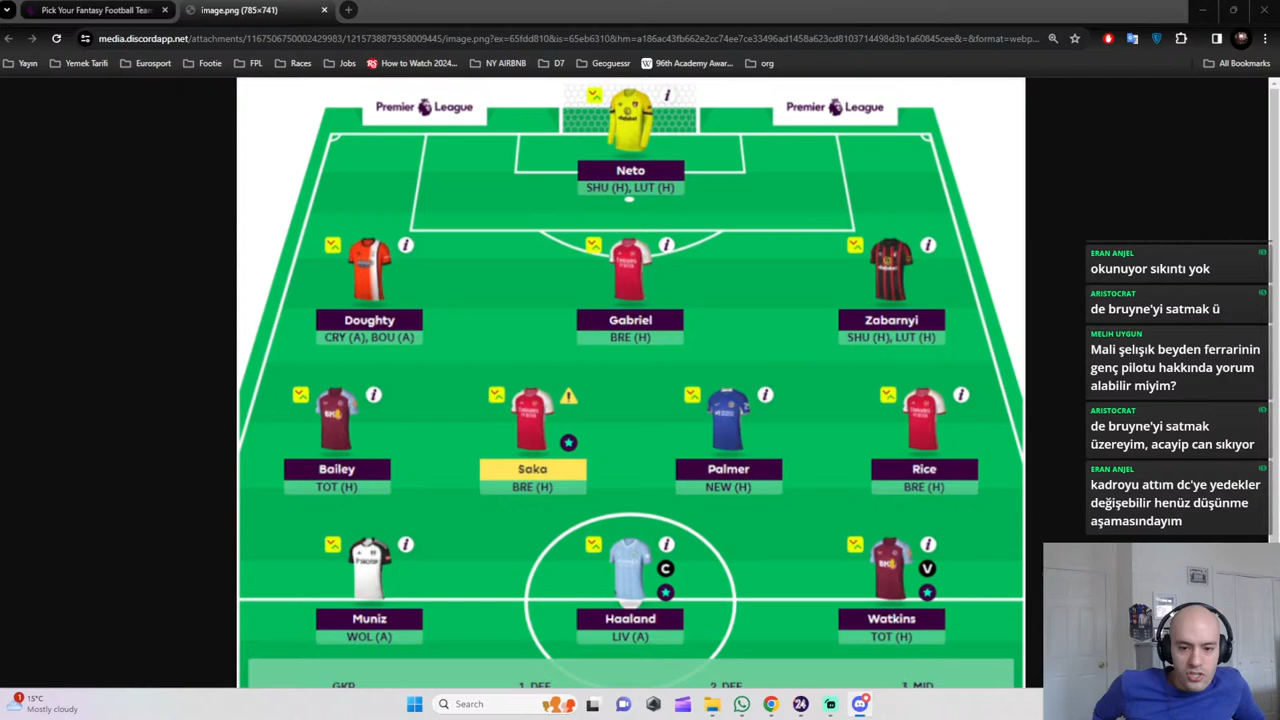 Pick Your Fantasy Football Team
image.png (785×741)
media.discordapp.net/attachments/1167506750002429983/1215738879358009445/image.png?ex=65fdd810&is=65eb6310&hm=a186ac43fb662e2cc74ee7ce33496ad1458a623cd8103714498d3b1a60845cee&=&format=webp...
Yayın
Yemek Tarifi
Eurosport
Footie
FPL
Races
Jobs
How to Watch 2024...
NY AIRBNB
D7
Geoguessr
96th Academy Awar...
org
All Bookmarks
Premier League
Premier League
Neto
SHU (H), LUT (H)
Doughty
CRY (A), BOU (A)
Gabriel
BRE (H)
Zabarnyi
SHU (H), LUT (H)
Bailey
TOT (H)
Saka
BRE (H)
Palmer
NEW (H)
Rice
BRE (H)
Muniz
WOL (A)
C
Haaland
LIV (A)
V
Watkins
TOT (H)
GKP
1. DEF
2. DEF
3. MID
ERAN ANJEL
okunuyor sıkıntı yok
ARISTOCRAT
de bruyne'yi satmak ü
MELIH UYGUN
Mali şelışık beyden ferrarinin
genç pilotu hakkında yorum
alabilir miyim?
ARISTOCRAT
de bruyne'yi satmak
üzereyim, acayip can sıkıyor
ERAN ANJEL
kadroyu attım dc'ye yedekler
değişebilir henüz düşünme
aşamasındayım
1
15°C
Mostly cloudy
Search
24